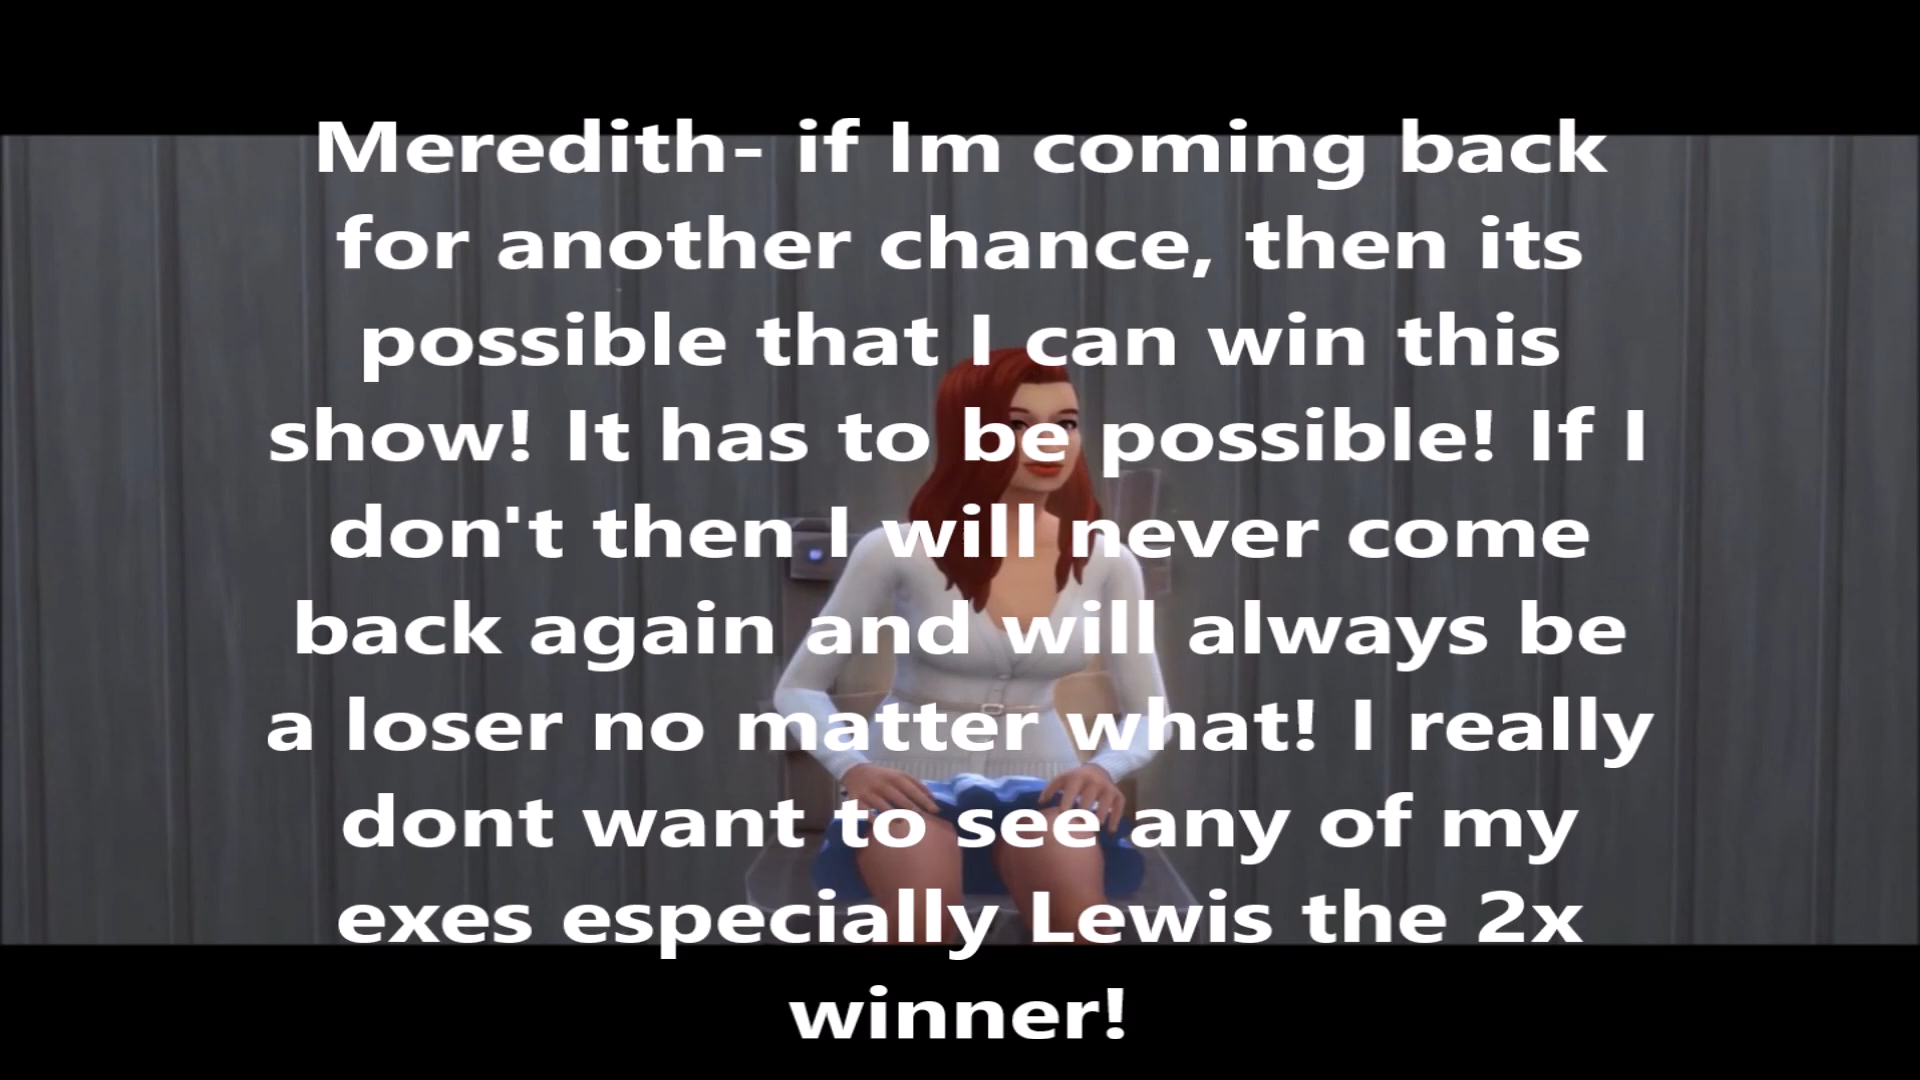 Meredith- if Im coming back
for another chance, then its
possible that I can win this
show! It has to be possible! If I
don't then I will never come
back again and will always be
a loser no matter what! I really
dont want to see any of my
exes especially Lewis the 2x
winner!